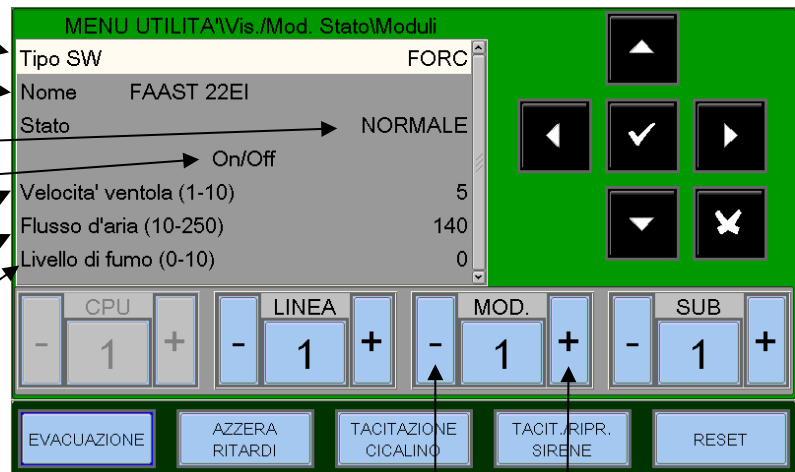 MENU UTILITA'\Vis./Mod. Stato\Moduli
Tipo SW FORC
Nome FAAST 22EI
Stato NORMALE
On/Off
Velocita' ventola (1-10) 5
Flusso d'aria (10-250) 140
Livello di fumo (0-10) 0
CPU LINEA MOD. SUB
- 1 + - 1 + - 1 + - 1 +
EVACUAZIONE AZZERA RITARDI TACITAZIONE CICALINO TACIT./RIPR. SIRENE RESET